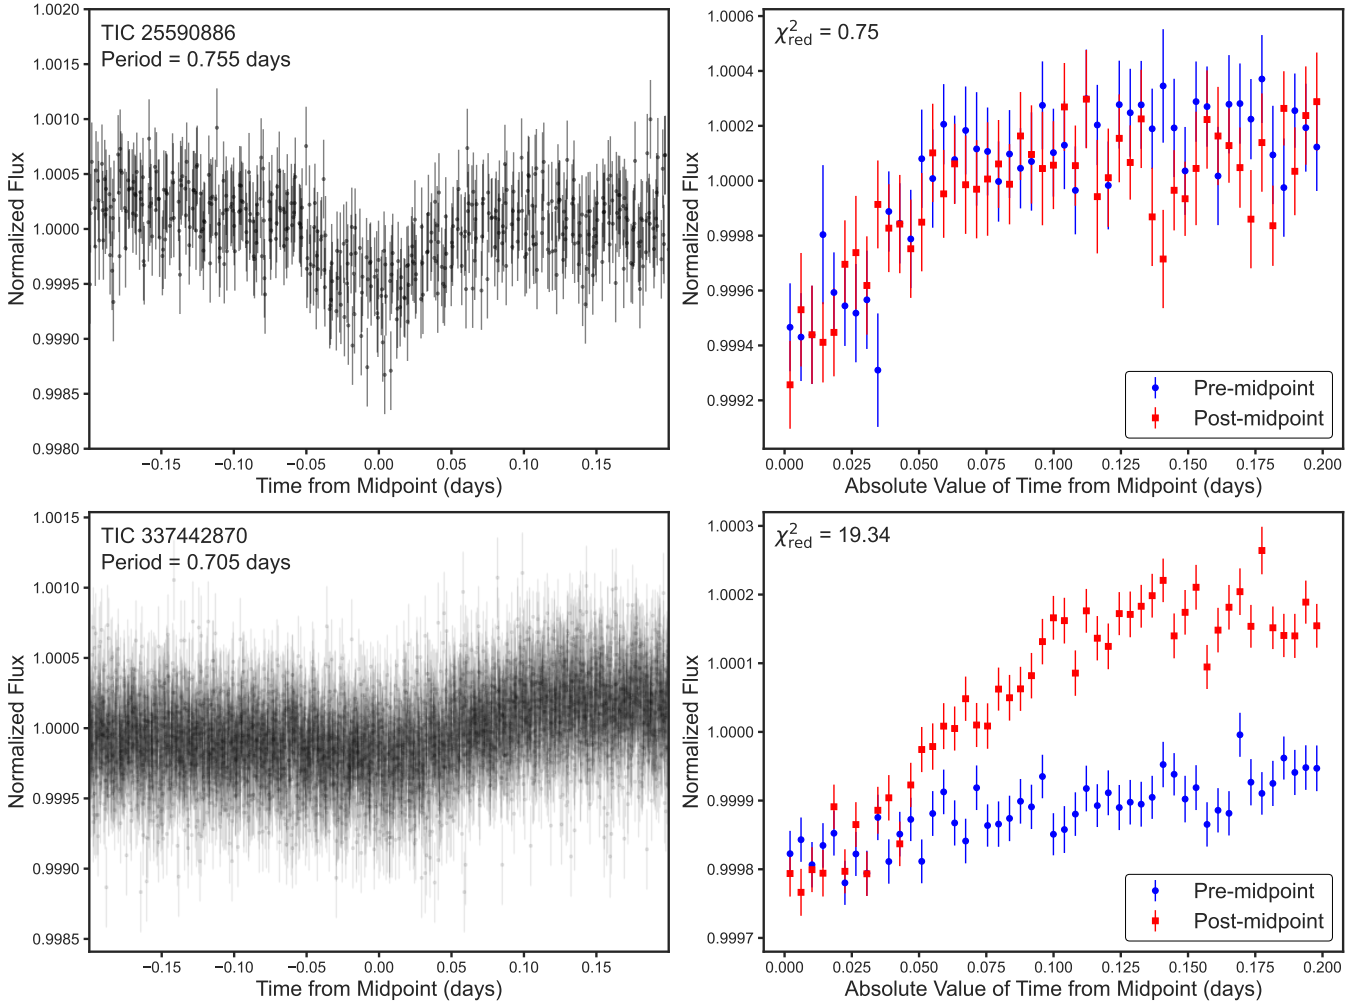 TIC 25590886
Period = 0.755 days
Normalized Flux
1.0020
1.0015
1.0010
1.0005
1.0000
0.9995
0.9990
0.9985
0.9980
−0.15 −0.10 −0.05 0.00 0.05 0.10 0.15
Time from Midpoint (days)
χ²red = 0.75
Normalized Flux
1.0006
1.0004
1.0002
1.0000
0.9998
0.9996
0.9994
0.9992
Pre-midpoint
Post-midpoint
0.000 0.025 0.050 0.075 0.100 0.125 0.150 0.175 0.200
Absolute Value of Time from Midpoint (days)
TIC 337442870
Period = 0.705 days
Normalized Flux
1.0015
1.0010
1.0005
1.0000
0.9995
0.9990
0.9985
−0.15 −0.10 −0.05 0.00 0.05 0.10 0.15
Time from Midpoint (days)
χ²red = 19.34
Normalized Flux
1.0003
1.0002
1.0001
1.0000
0.9999
0.9998
0.9997
Pre-midpoint
Post-midpoint
0.000 0.025 0.050 0.075 0.100 0.125 0.150 0.175 0.200
Absolute Value of Time from Midpoint (days)